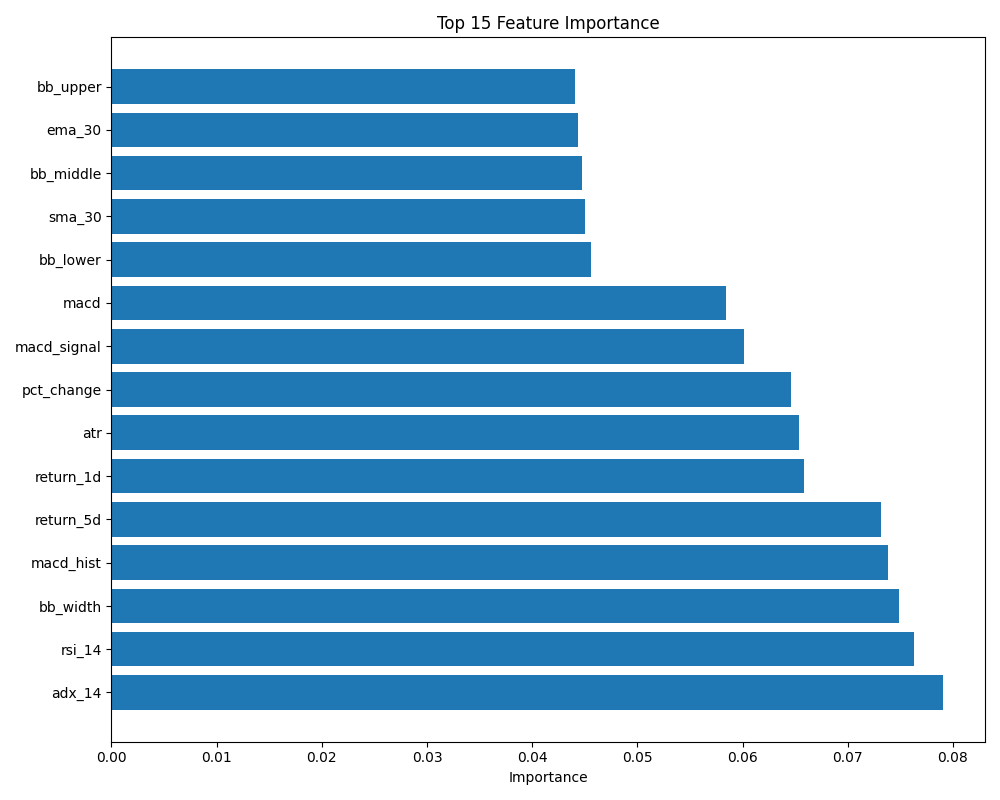 Top 15 Feature Importance
bb_upper
ema_30
bb_middle
sma_30
bb_lower
macd
macd_signal
pct_change
atr
return_1d
return_5d
macd_hist
bb_width
rsi_14
adx_14
0.00 0.01 0.02 0.03 0.04 0.05 0.06 0.07 0.08
Importance